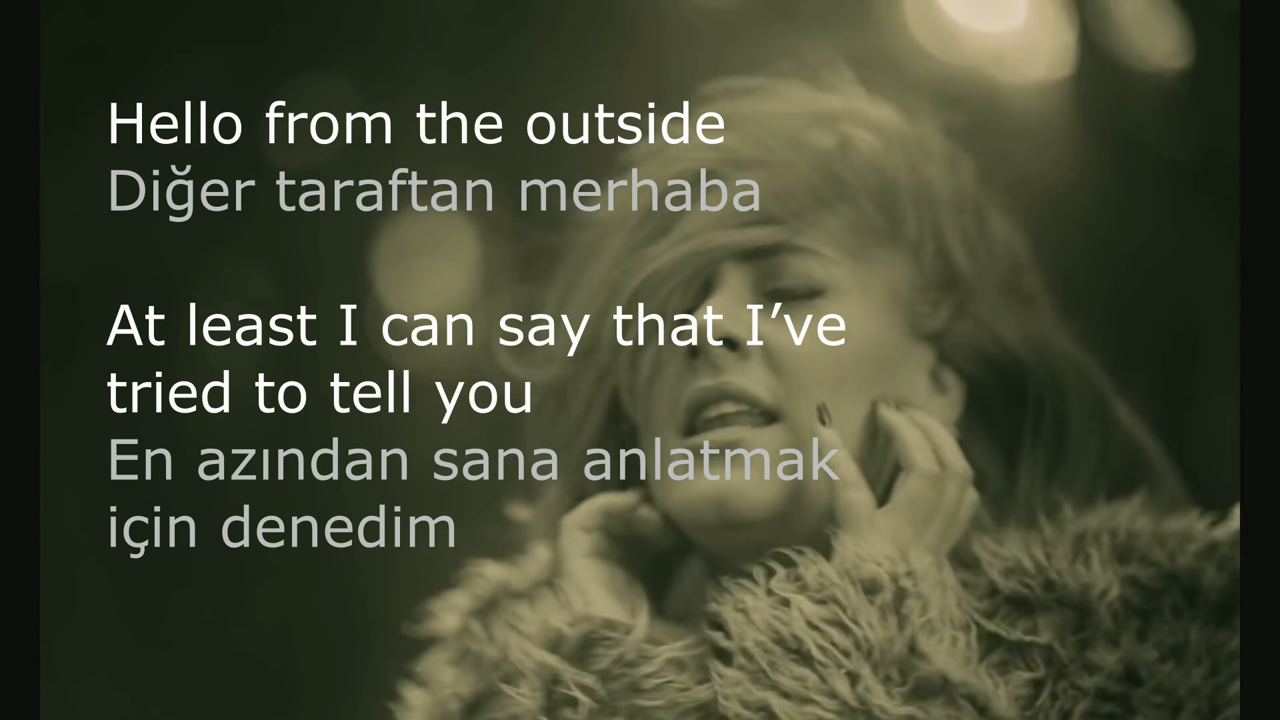 Hello from the outside
Diğer taraftan merhaba
At least I can say that I’ve
tried to tell you
En azından sana anlatmak
için denedim